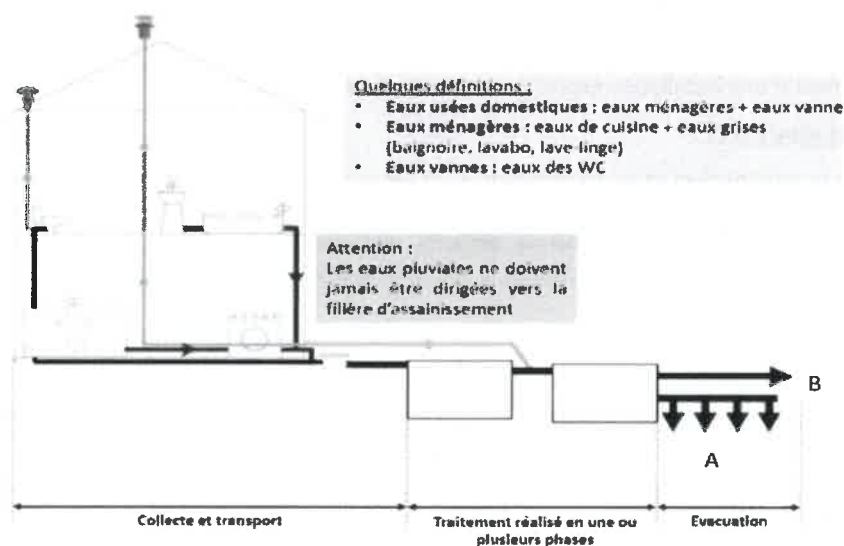 Quelques définitions :
• Eaux usées domestiques : eaux ménagères + eaux vanne
• Eaux ménagères : eaux de cuisine + eaux grises
(baignoire, lavabo, lave-linge)
• Eaux vannes : eaux des WC
Attention :
Les eaux pluviales ne doivent
jamais être dirigées vers la
filière d'assainissement
B
A
Collecte et transport
Traitement réalisé en une ou
plusieurs phases
Evacuation